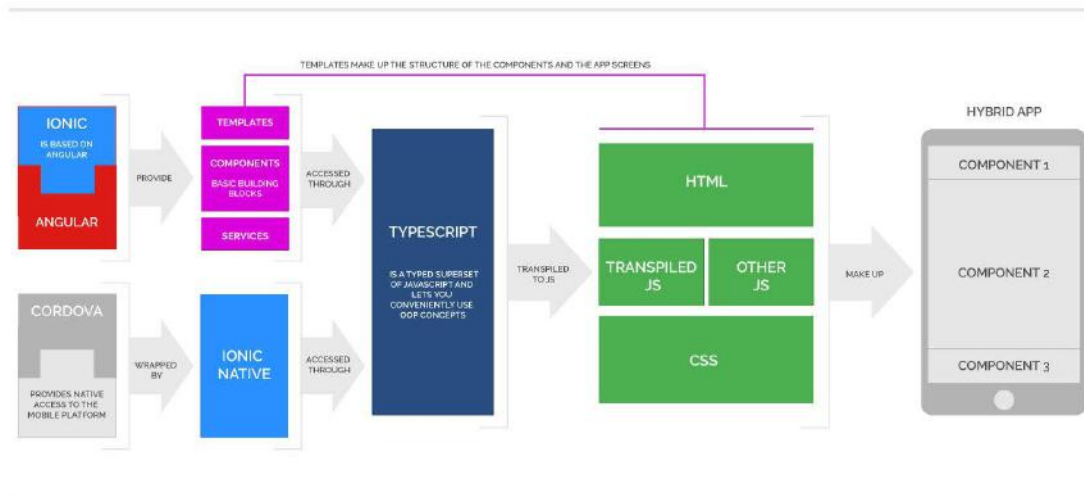 TEMPLATES MAKE UP THE STRUCTURE OF THE COMPONENTS AND THE APP SCREENS
IONIC
IS BASED ON
ANGULAR
ANGULAR
PROVIDE
TEMPLATES
COMPONENTS
BASIC BUILDING
BLOCKS
SERVICES
ACCESSED
THROUGH
CORDOVA
PROVIDES NATIVE
ACCESS TO THE
MOBILE PLATFORM
WRAPPED
BY
IONIC
NATIVE
ACCESSED
THROUGH
TYPESCRIPT
IS A TYPED SUPERSET
OF JAVASCRIPT AND
LETS YOU
CONVENIENTLY USE
OOP CONCEPTS
TRANSPILED
TO JS
HTML
TRANSPILED
JS
OTHER
JS
CSS
MAKE UP
HYBRID APP
COMPONENT 1
COMPONENT 2
COMPONENT 3